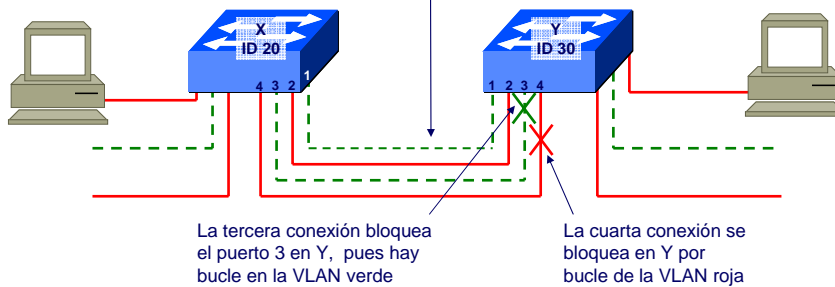 X
ID 20
Y
ID 30
4 3 2 1
1 2 3 4
La tercera conexión bloquea
el puerto 3 en Y, pues hay
bucle en la VLAN verde
La cuarta conexión se
bloquea en Y por
bucle de la VLAN roja